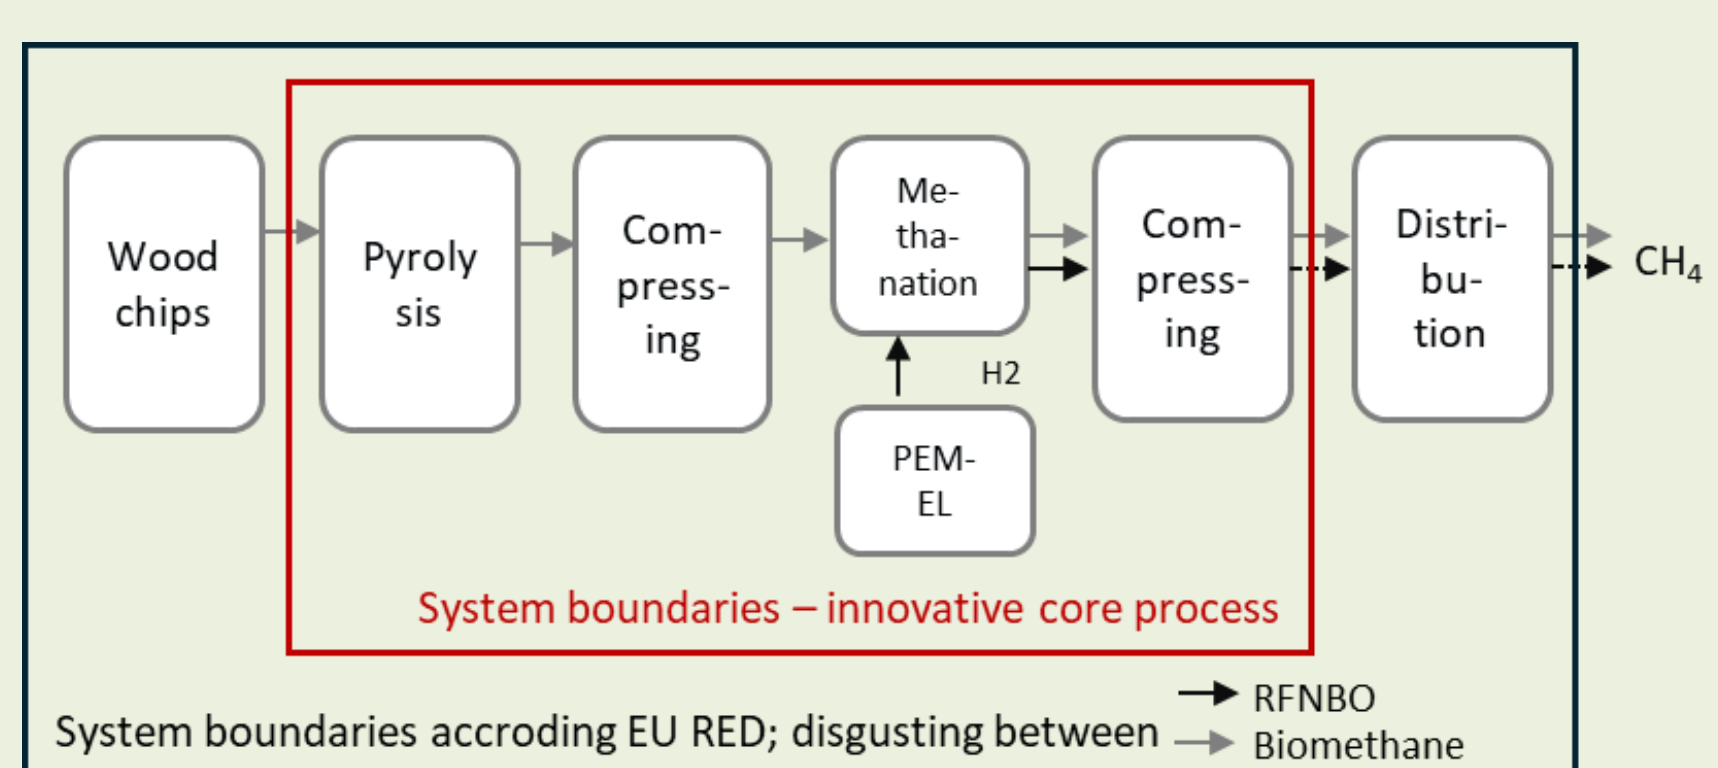 Wood
chips
Pyroly
sis
Com-
press-
ing
Me-
tha-
nation
H2
PEM-
EL
Com-
press-
ing
Distri-
bu-
tion
CH₄
System boundaries – innovative core process
System boundaries accroding EU RED; disgusting between
RFNBO
Biomethane